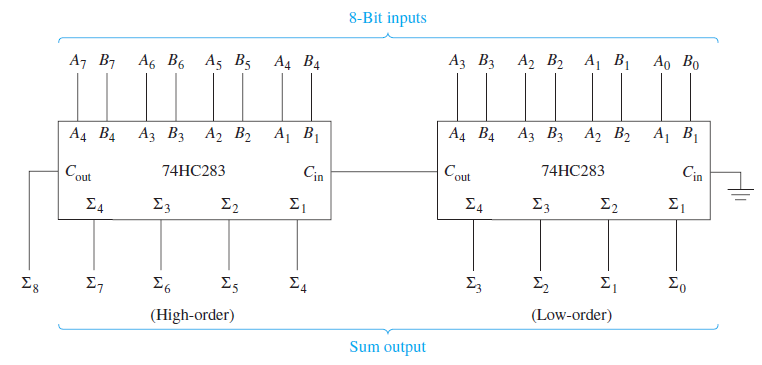 8-Bit inputs
A₇ B₇ A₆ B₆ A₅ B₅ A₄ B₄ A₃ B₃ A₂ B₂ A₁ B₁ A₀ B₀
A₄ B₄ A₃ B₃ A₂ B₂ A₁ B₁ A₄ B₄ A₃ B₃ A₂ B₂ A₁ B₁
Cout 74HC283 Cin Cout 74HC283 Cin
Σ₄ Σ₃ Σ₂ Σ₁ Σ₄ Σ₃ Σ₂ Σ₁
Σ₈ Σ₇ Σ₆ Σ₅ Σ₄ Σ₃ Σ₂ Σ₁ Σ₀
(High-order) (Low-order)
Sum output